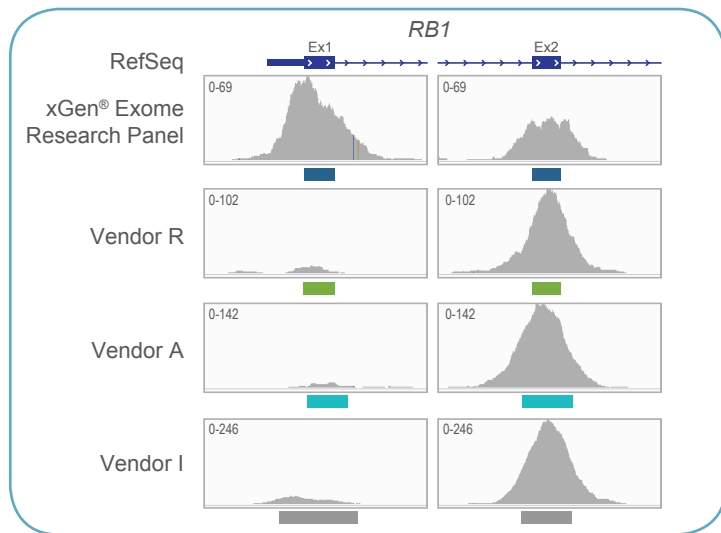 RB1
Ex1 Ex2
RefSeq
0-69 0-69
xGen® Exome
Research Panel
0-102 0-102
Vendor R
0-142 0-142
Vendor A
0-246 0-246
Vendor I